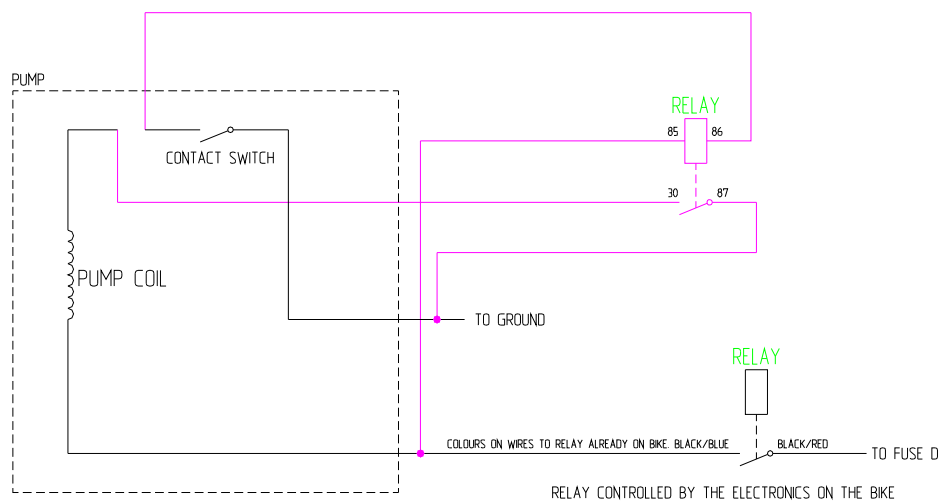 PUMP
RELAY
85 86
CONTACT SWITCH
30 87
PUMP COIL
TO GROUND
RELAY
COLOURS ON WIRES TO RELAY ALREADY ON BIKE. BLACK/BLUE
BLACK/RED
TO FUSE D
RELAY CONTROLLED BY THE ELECTRONICS ON THE BIKE